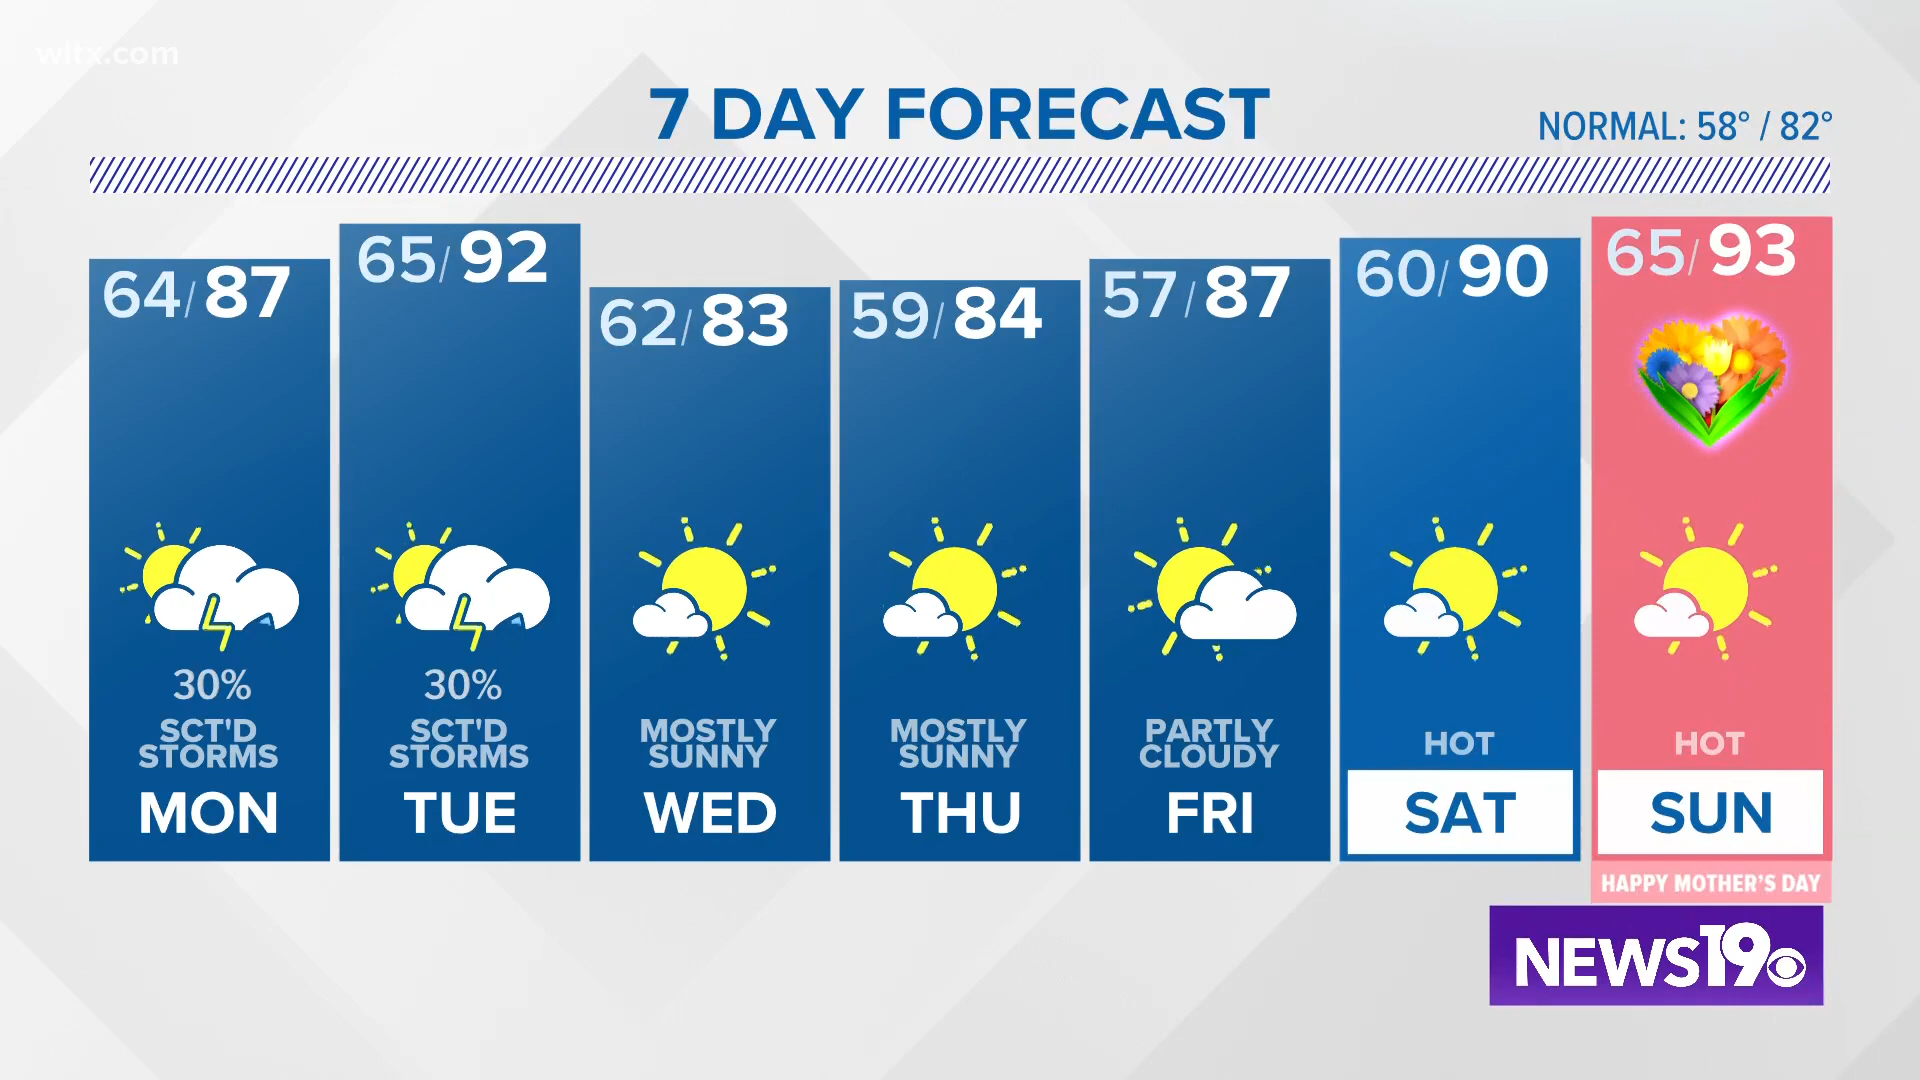 wltx.com
7 DAY FORECAST
NORMAL: 58° / 82°
64/87
65/92
62/83
59/84
57/87
60/90
65/93
30%
SCT'D
STORMS
MON
30%
SCT'D
STORMS
TUE
MOSTLY
SUNNY
WED
MOSTLY
SUNNY
THU
PARTLY
CLOUDY
FRI
HOT
SAT
HOT
SUN
HAPPY MOTHER'S DAY
NEWS19